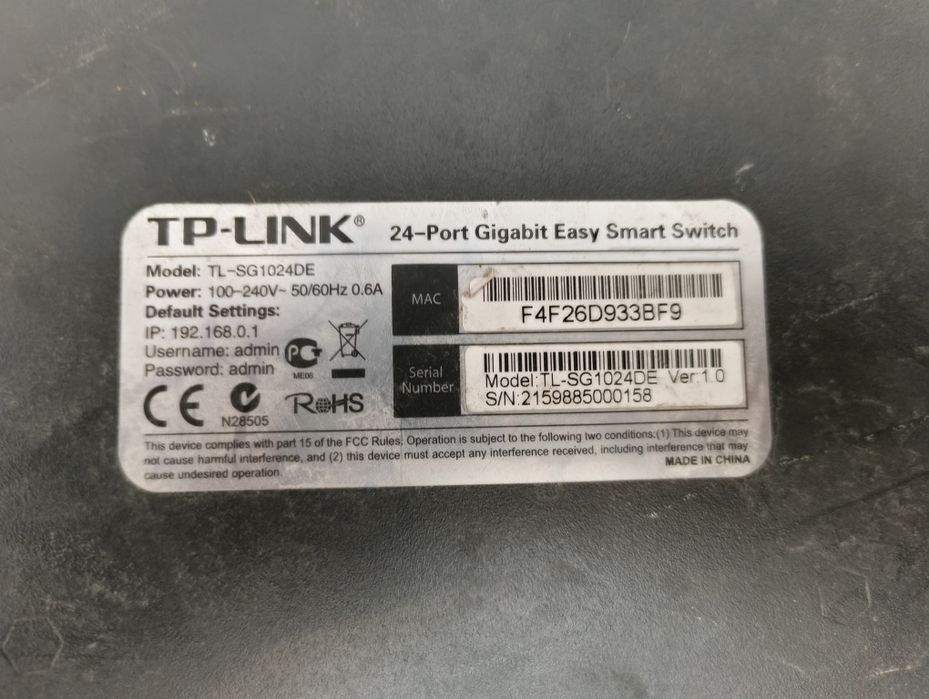 TP-LINK®
24-Port Gigabit Easy Smart Switch
Model: TL-SG1024DE
Power: 100-240V~ 50/60Hz 0.6A
Default Settings:
IP: 192.168.0.1
Username: admin
Password: admin
ME06
CE
N28505
RoHS
MAC
F4F26D933BF9
Serial
Number
Model:TL-SG1024DE Ver:1.0
S/N:2159885000158
This device complies with part 15 of the FCC Rules. Operation is subject to the following two conditions:(1) This device may
not cause harmful interference, and (2) this device must accept any interference received, including interference that may
cause undesired operation.
MADE IN CHINA